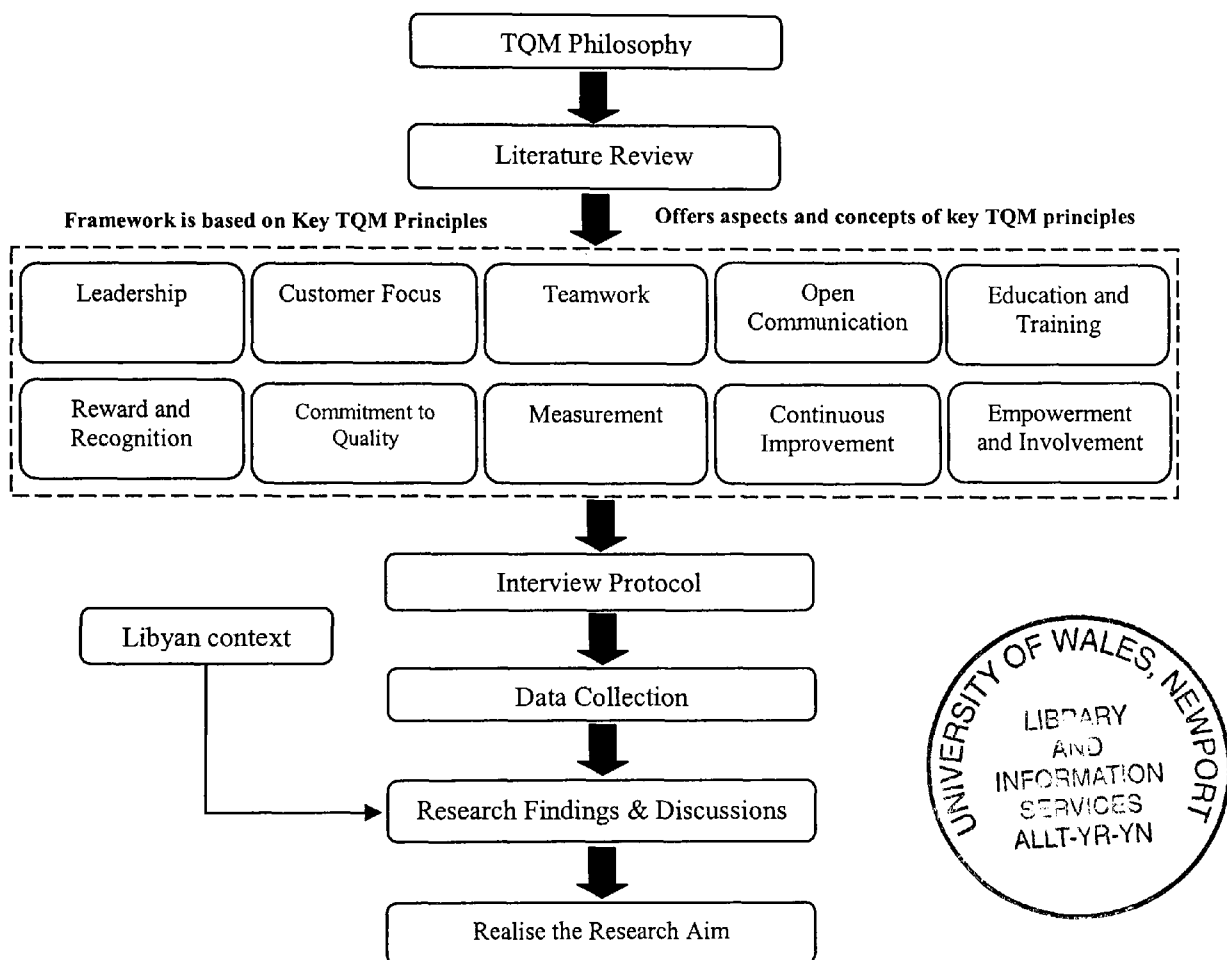 TQM Philosophy
Literature Review
Framework is based on Key TQM Principles
Offers aspects and concepts of key TQM principles
Leadership
Customer Focus
Teamwork
Open
Communication
Education and
Training
Reward and
Recognition
Commitment to
Quality
Measurement
Continuous
Improvement
Empowerment
and Involvement
Interview Protocol
Libyan context
Data Collection
Research Findings & Discussions
Realise the Research Aim
UNIVERSITY OF WALES, NEWPORT
LIBRARY
AND
INFORMATION
SERVICES
ALLT-YR-YN